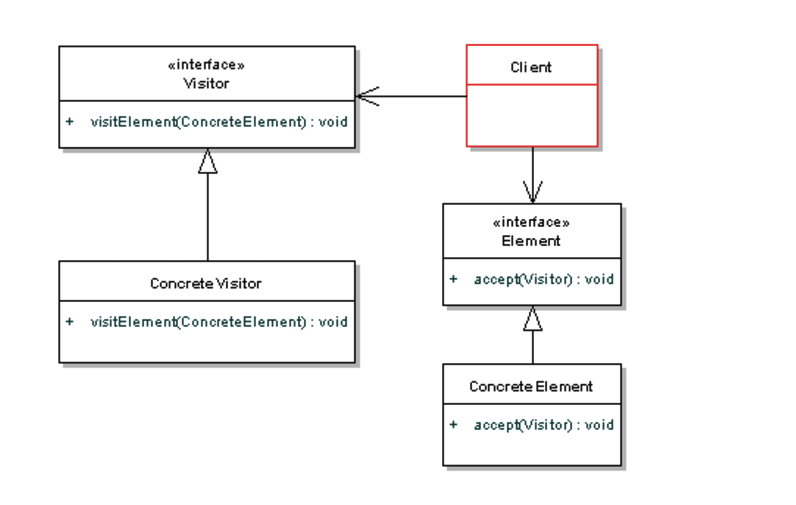 «interface»
Visitor
+ visitElement(ConcreteElement) : void
Client
«interface»
Element
+ accept(Visitor) : void
Concrete Visitor
+ visitElement(ConcreteElement) : void
Concrete Element
+ accept(Visitor) : void